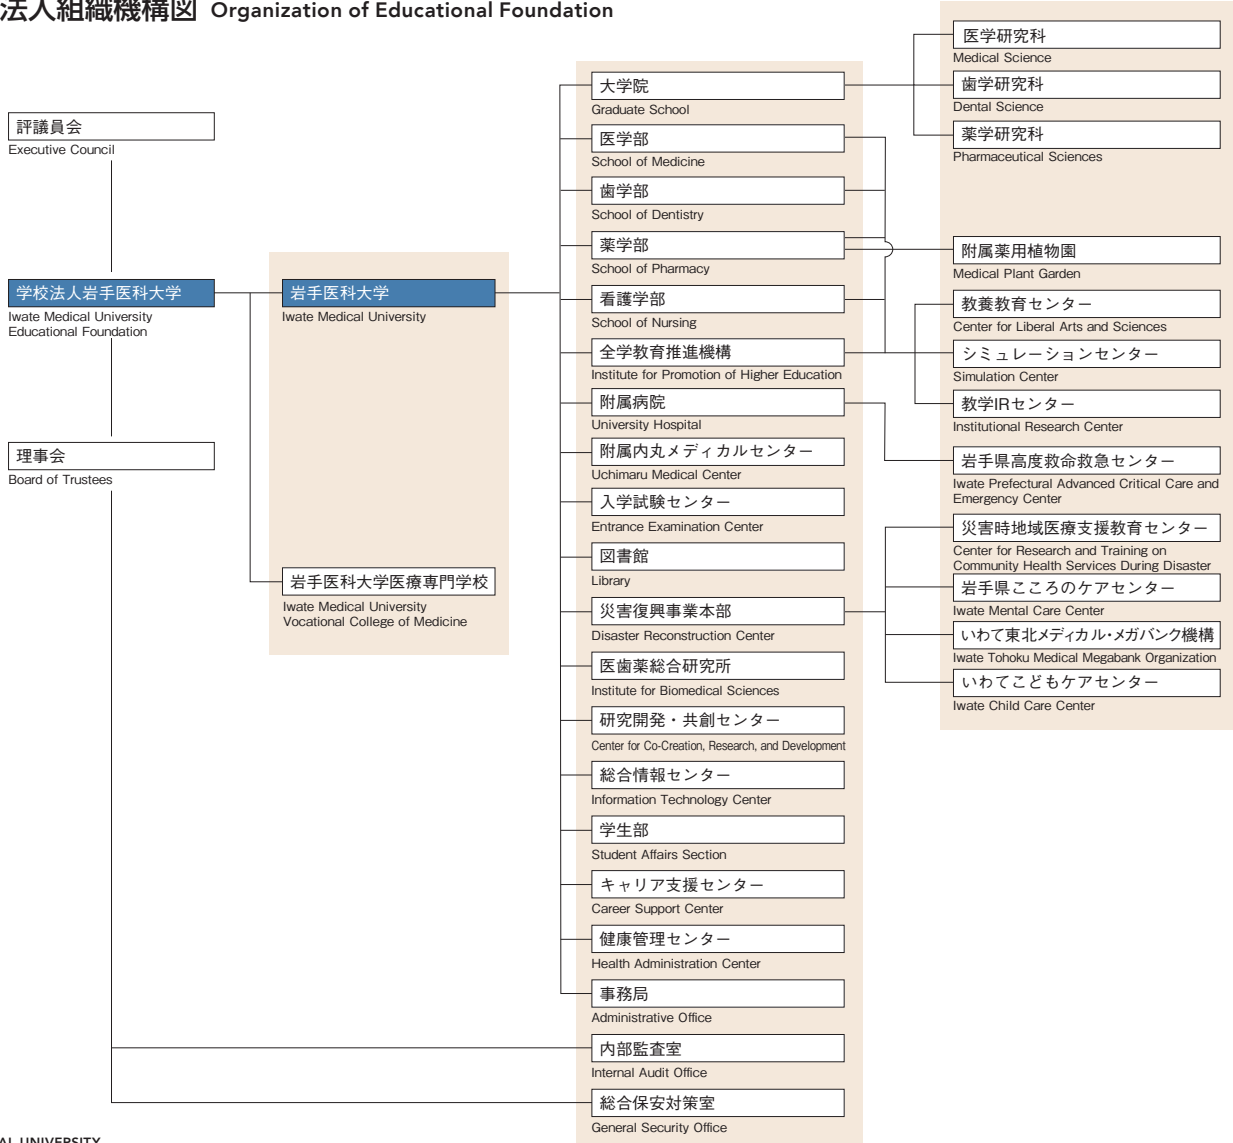 法人組織機構図 Organization of Educational Foundation
評議員会
Executive Council
学校法人岩手医科大学
Iwate Medical University
Educational Foundation
理事会
Board of Trustees
岩手医科大学
Iwate Medical University
岩手医科大学医療専門学校
Iwate Medical University
Vocational College of Medicine
大学院
Graduate School
医学部
School of Medicine
歯学部
School of Dentistry
薬学部
School of Pharmacy
看護学部
School of Nursing
全学教育推進機構
Institute for Promotion of Higher Education
附属病院
University Hospital
附属内丸メディカルセンター
Uchimaru Medical Center
入学試験センター
Entrance Examination Center
図書館
Library
災害復興事業本部
Disaster Reconstruction Center
医歯薬総合研究所
Institute for Biomedical Sciences
研究開発・共創センター
Center for Co-Creation, Research, and Development
総合情報センター
Information Technology Center
学生部
Student Affairs Section
キャリア支援センター
Career Support Center
健康管理センター
Health Administration Center
事務局
Administrative Office
内部監査室
Internal Audit Office
総合保安対策室
General Security Office
医学研究科
Medical Science
歯学研究科
Dental Science
薬学研究科
Pharmaceutical Sciences
附属薬用植物園
Medical Plant Garden
教養教育センター
Center for Liberal Arts and Sciences
シミュレーションセンター
Simulation Center
教学IRセンター
Institutional Research Center
岩手県高度救命救急センター
Iwate Prefectural Advanced Critical Care and
Emergency Center
災害時地域医療支援教育センター
Center for Research and Training on
Community Health Services During Disaster
岩手県こころのケアセンター
Iwate Mental Care Center
いわて東北メディカル・メガバンク機構
Iwate Tohoku Medical Megabank Organization
いわてこどもケアセンター
Iwate Child Care Center
UNIVERSITY